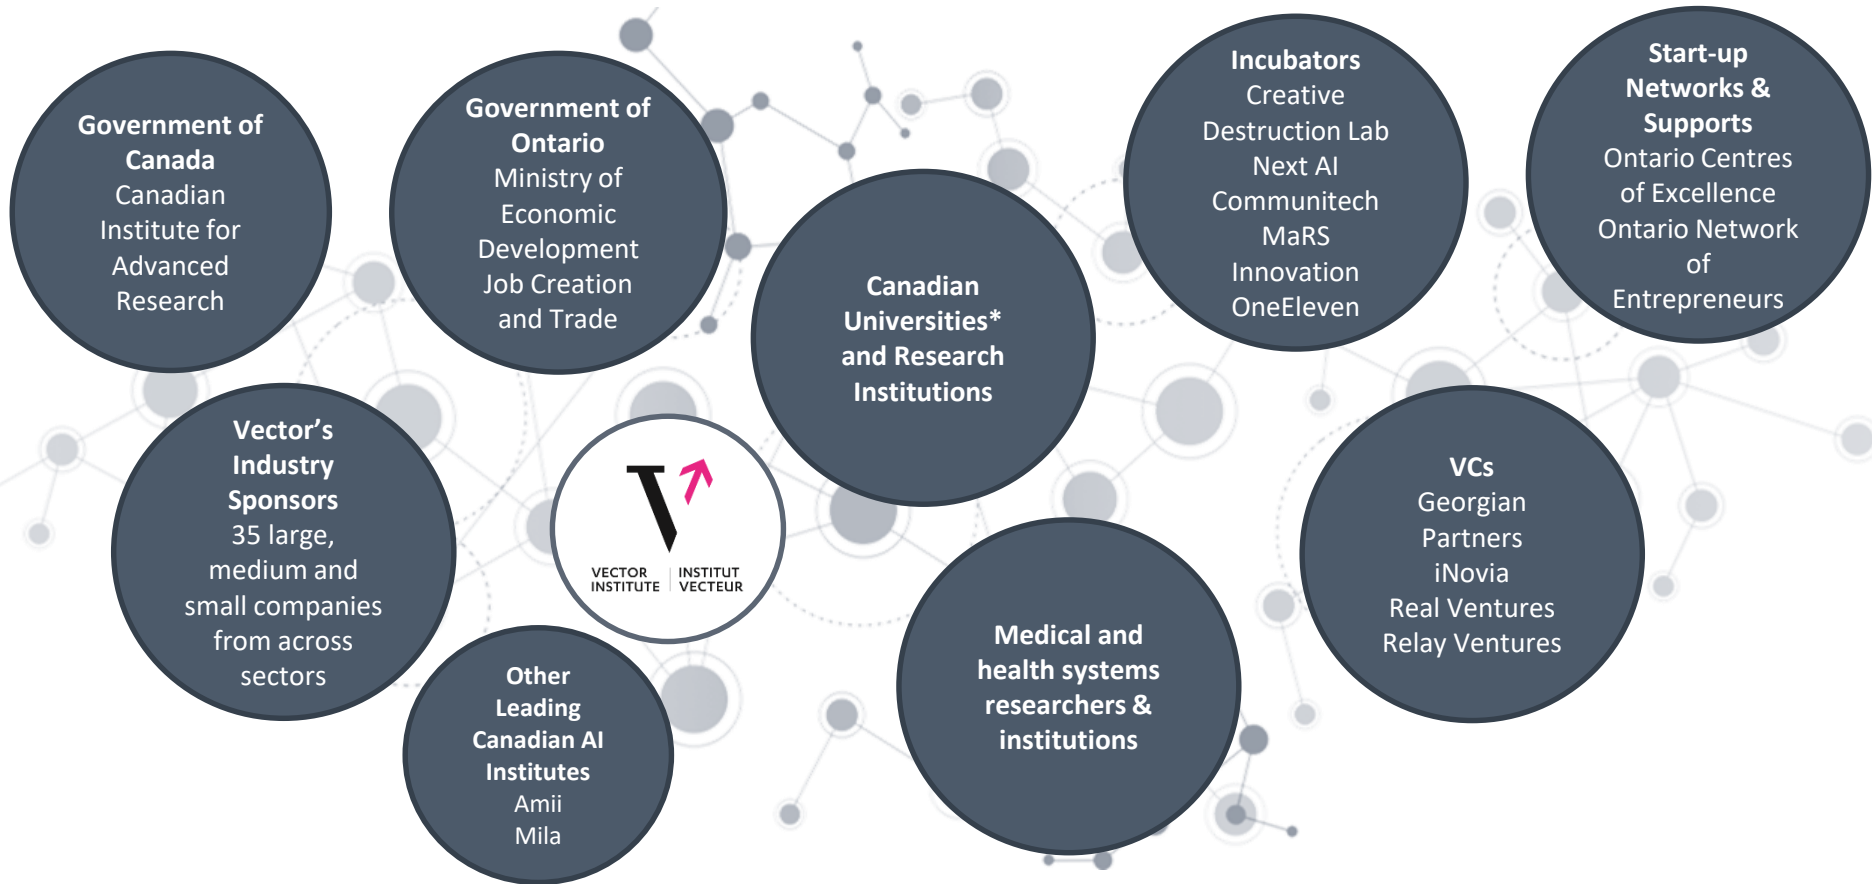 Government of
Canada
Canadian
Institute for
Advanced
Research
Government of
Ontario
Ministry of
Economic
Development
Job Creation
and Trade
Canadian
Universities*
and Research
Institutions
Incubators
Creative
Destruction Lab
Next AI
Communitech
MaRS
Innovation
OneEleven
Start-up
Networks &
Supports
Ontario Centres
of Excellence
Ontario Network
of
Entrepreneurs
Vector’s
Industry
Sponsors
35 large,
medium and
small companies
from across
sectors
VECTOR
INSTITUTE
INSTITUT
VECTEUR
Other
Leading
Canadian AI
Institutes
Amii
Mila
Medical and
health systems
researchers &
institutions
VCs
Georgian
Partners
iNovia
Real Ventures
Relay Ventures